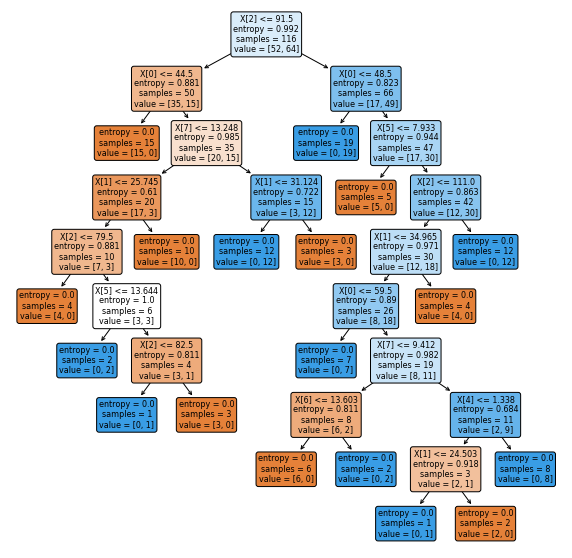 X[2] <= 91.5
entropy = 0.992
samples = 116
value = [52, 64]
X[0] <= 44.5
entropy = 0.881
samples = 50
value = [35, 15]
X[0] <= 48.5
entropy = 0.823
samples = 66
value = [17, 49]
entropy = 0.0
samples = 15
value = [15, 0]
X[7] <= 13.248
entropy = 0.985
samples = 35
value = [20, 15]
entropy = 0.0
samples = 19
value = [0, 19]
X[5] <= 7.933
entropy = 0.944
samples = 47
value = [17, 30]
X[1] <= 25.745
entropy = 0.61
samples = 20
value = [17, 3]
X[1] <= 31.124
entropy = 0.722
samples = 15
value = [3, 12]
entropy = 0.0
samples = 5
value = [5, 0]
X[2] <= 111.0
entropy = 0.863
samples = 42
value = [12, 30]
X[2] <= 79.5
entropy = 0.881
samples = 10
value = [7, 3]
entropy = 0.0
samples = 10
value = [10, 0]
entropy = 0.0
samples = 12
value = [0, 12]
entropy = 0.0
samples = 3
value = [3, 0]
X[1] <= 34.965
entropy = 0.971
samples = 30
value = [12, 18]
entropy = 0.0
samples = 12
value = [0, 12]
entropy = 0.0
samples = 4
value = [4, 0]
X[5] <= 13.644
entropy = 1.0
samples = 6
value = [3, 3]
X[0] <= 59.5
entropy = 0.89
samples = 26
value = [8, 18]
entropy = 0.0
samples = 4
value = [4, 0]
entropy = 0.0
samples = 2
value = [0, 2]
X[2] <= 82.5
entropy = 0.811
samples = 4
value = [3, 1]
entropy = 0.0
samples = 7
value = [0, 7]
X[7] <= 9.412
entropy = 0.982
samples = 19
value = [8, 11]
entropy = 0.0
samples = 1
value = [0, 1]
entropy = 0.0
samples = 3
value = [3, 0]
X[6] <= 13.603
entropy = 0.811
samples = 8
value = [6, 2]
X[4] <= 1.338
entropy = 0.684
samples = 11
value = [2, 9]
entropy = 0.0
samples = 6
value = [6, 0]
entropy = 0.0
samples = 2
value = [0, 2]
X[1] <= 24.503
entropy = 0.918
samples = 3
value = [2, 1]
entropy = 0.0
samples = 8
value = [0, 8]
entropy = 0.0
samples = 1
value = [0, 1]
entropy = 0.0
samples = 2
value = [2, 0]